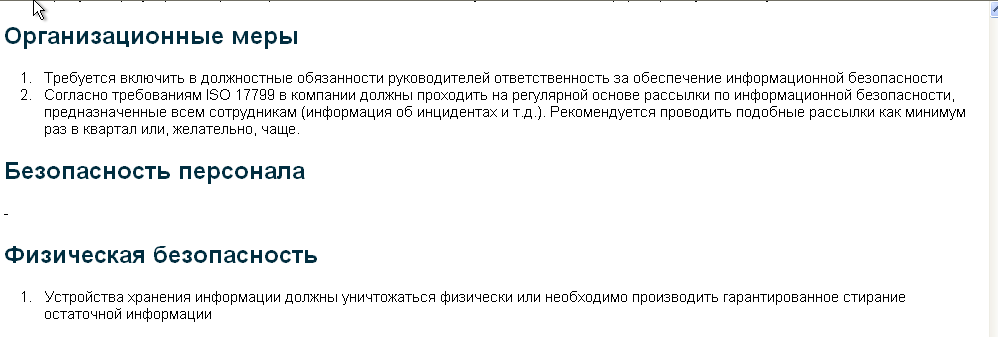 Организационные меры
1. Требуется включить в должностные обязанности руководителей ответственность за обеспечение информационной безопасности
2. Согласно требованиям ISO 17799 в компании должны проходить на регулярной основе рассылки по информационной безопасности,
предназначенные всем сотрудникам (информация об инцидентах и т.д.). Рекомендуется проводить подобные рассылки как минимум
раз в квартал или, желательно, чаще.
Безопасность персонала
-
Физическая безопасность
1. Устройства хранения информации должны уничтожаться физически или необходимо производить гарантированное стирание
остаточной информации